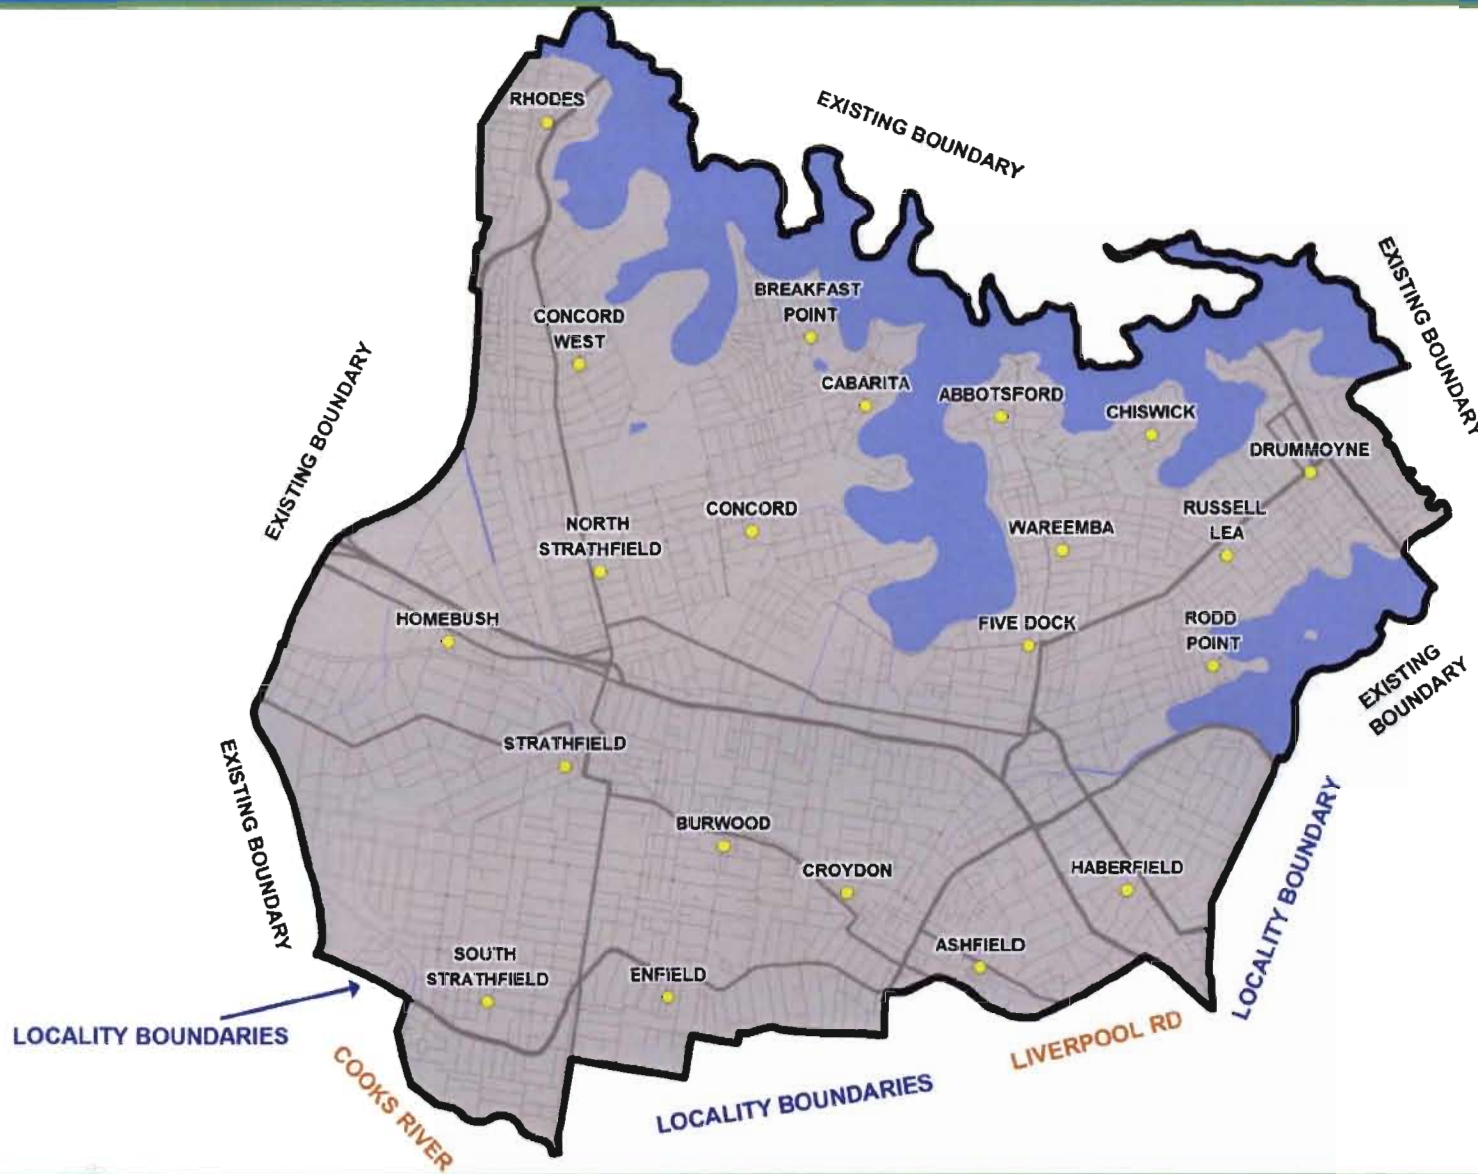 RHODES
EXISTING BOUNDARY
EXISTING BOUNDARY
BREAKFAST
POINT
CONCORD
WEST
CABARITA
ABBOTSFORD
CHISWICK
EXISTING BOUNDARY
DRUMMOYNE
CONCORD
RUSSELL
LEA
NORTH
STRATHFIELD
WAREEMBA
HOMEBUSH
FIVE DOCK
RODD
POINT
EXISTING
BOUNDARY
STRATHFIELD
EXISTING BOUNDARY
BURWOOD
CROYDON
HABERFIELD
LOCALITY BOUNDARY
ASHFIELD
SOUTH
STRATHFIELD
ENFIELD
LOCALITY BOUNDARIES
LIVERPOOL RD
COOKS RIVER
LOCALITY BOUNDARIES